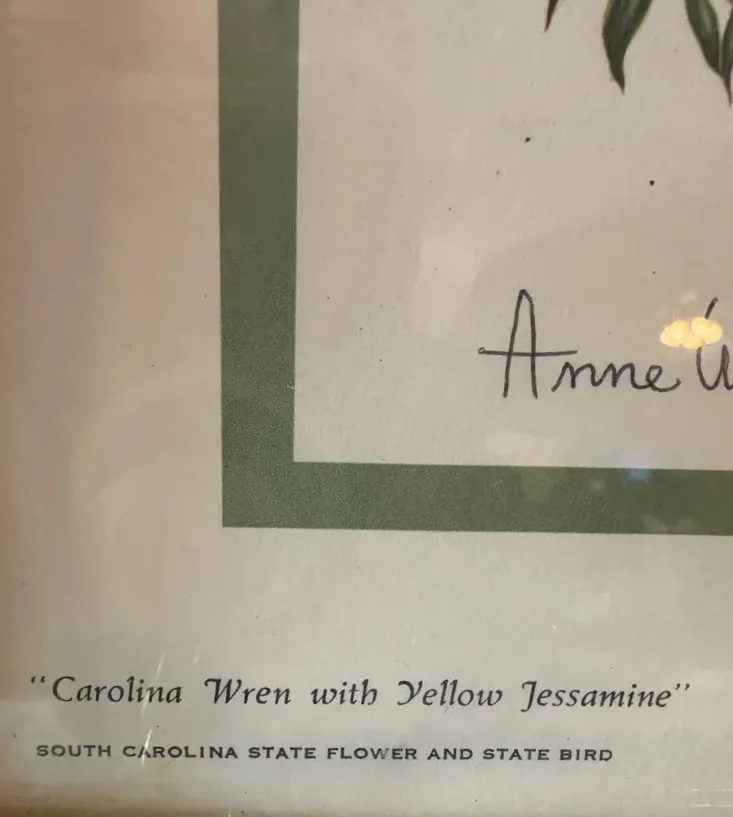 Anne
“Carolina Wren with Yellow Jessamine”
SOUTH CAROLINA STATE FLOWER AND STATE BIRD